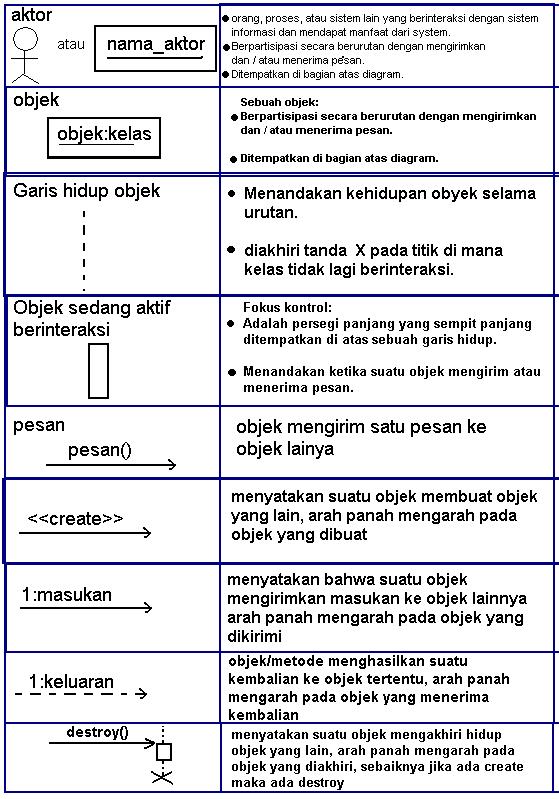 aktor
atau
nama_aktor
● orang, proses, atau sistem lain yang berinteraksi dengan sistem
informasi dan mendapat manfaat dari system.
● Berpartisipasi secara berurutan dengan mengirimkan
dan / atau menerima pesan.
● Ditempatkan di bagian atas diagram.
objek
objek:kelas
Sebuah objek:
● Berpartisipasi secara berurutan dengan mengirimkan
dan / atau menerima pesan.
● Ditempatkan di bagian atas diagram.
Garis hidup objek
● Menandakan kehidupan obyek selama
urutan.
● diakhiri tanda X pada titik di mana
kelas tidak lagi berinteraksi.
Objek sedang aktif
berinteraksi
Fokus kontrol:
● Adalah persegi panjang yang sempit panjang
ditempatkan di atas sebuah garis hidup.
● Menandakan ketika suatu objek mengirim atau
menerima pesan.
pesan
pesan()
objek mengirim satu pesan ke
objek lainya
<<create>>
menyatakan suatu objek membuat objek
yang lain, arah panah mengarah pada
objek yang dibuat
1:masukan
menyatakan bahwa suatu objek
mengirimkan masukan ke objek lainnya
arah panah mengarah pada objek yang
dikirimi
1:keluaran
objek/metode menghasilkan suatu
kembalian ke objek tertentu, arah panah
mengarah pada objek yang menerima
kembalian
destroy()
menyatakan suatu objek mengakhiri hidup
objek yang lain, arah panah mengarah pada
objek yang diakhiri, sebaiknya jika ada create
maka ada destroy